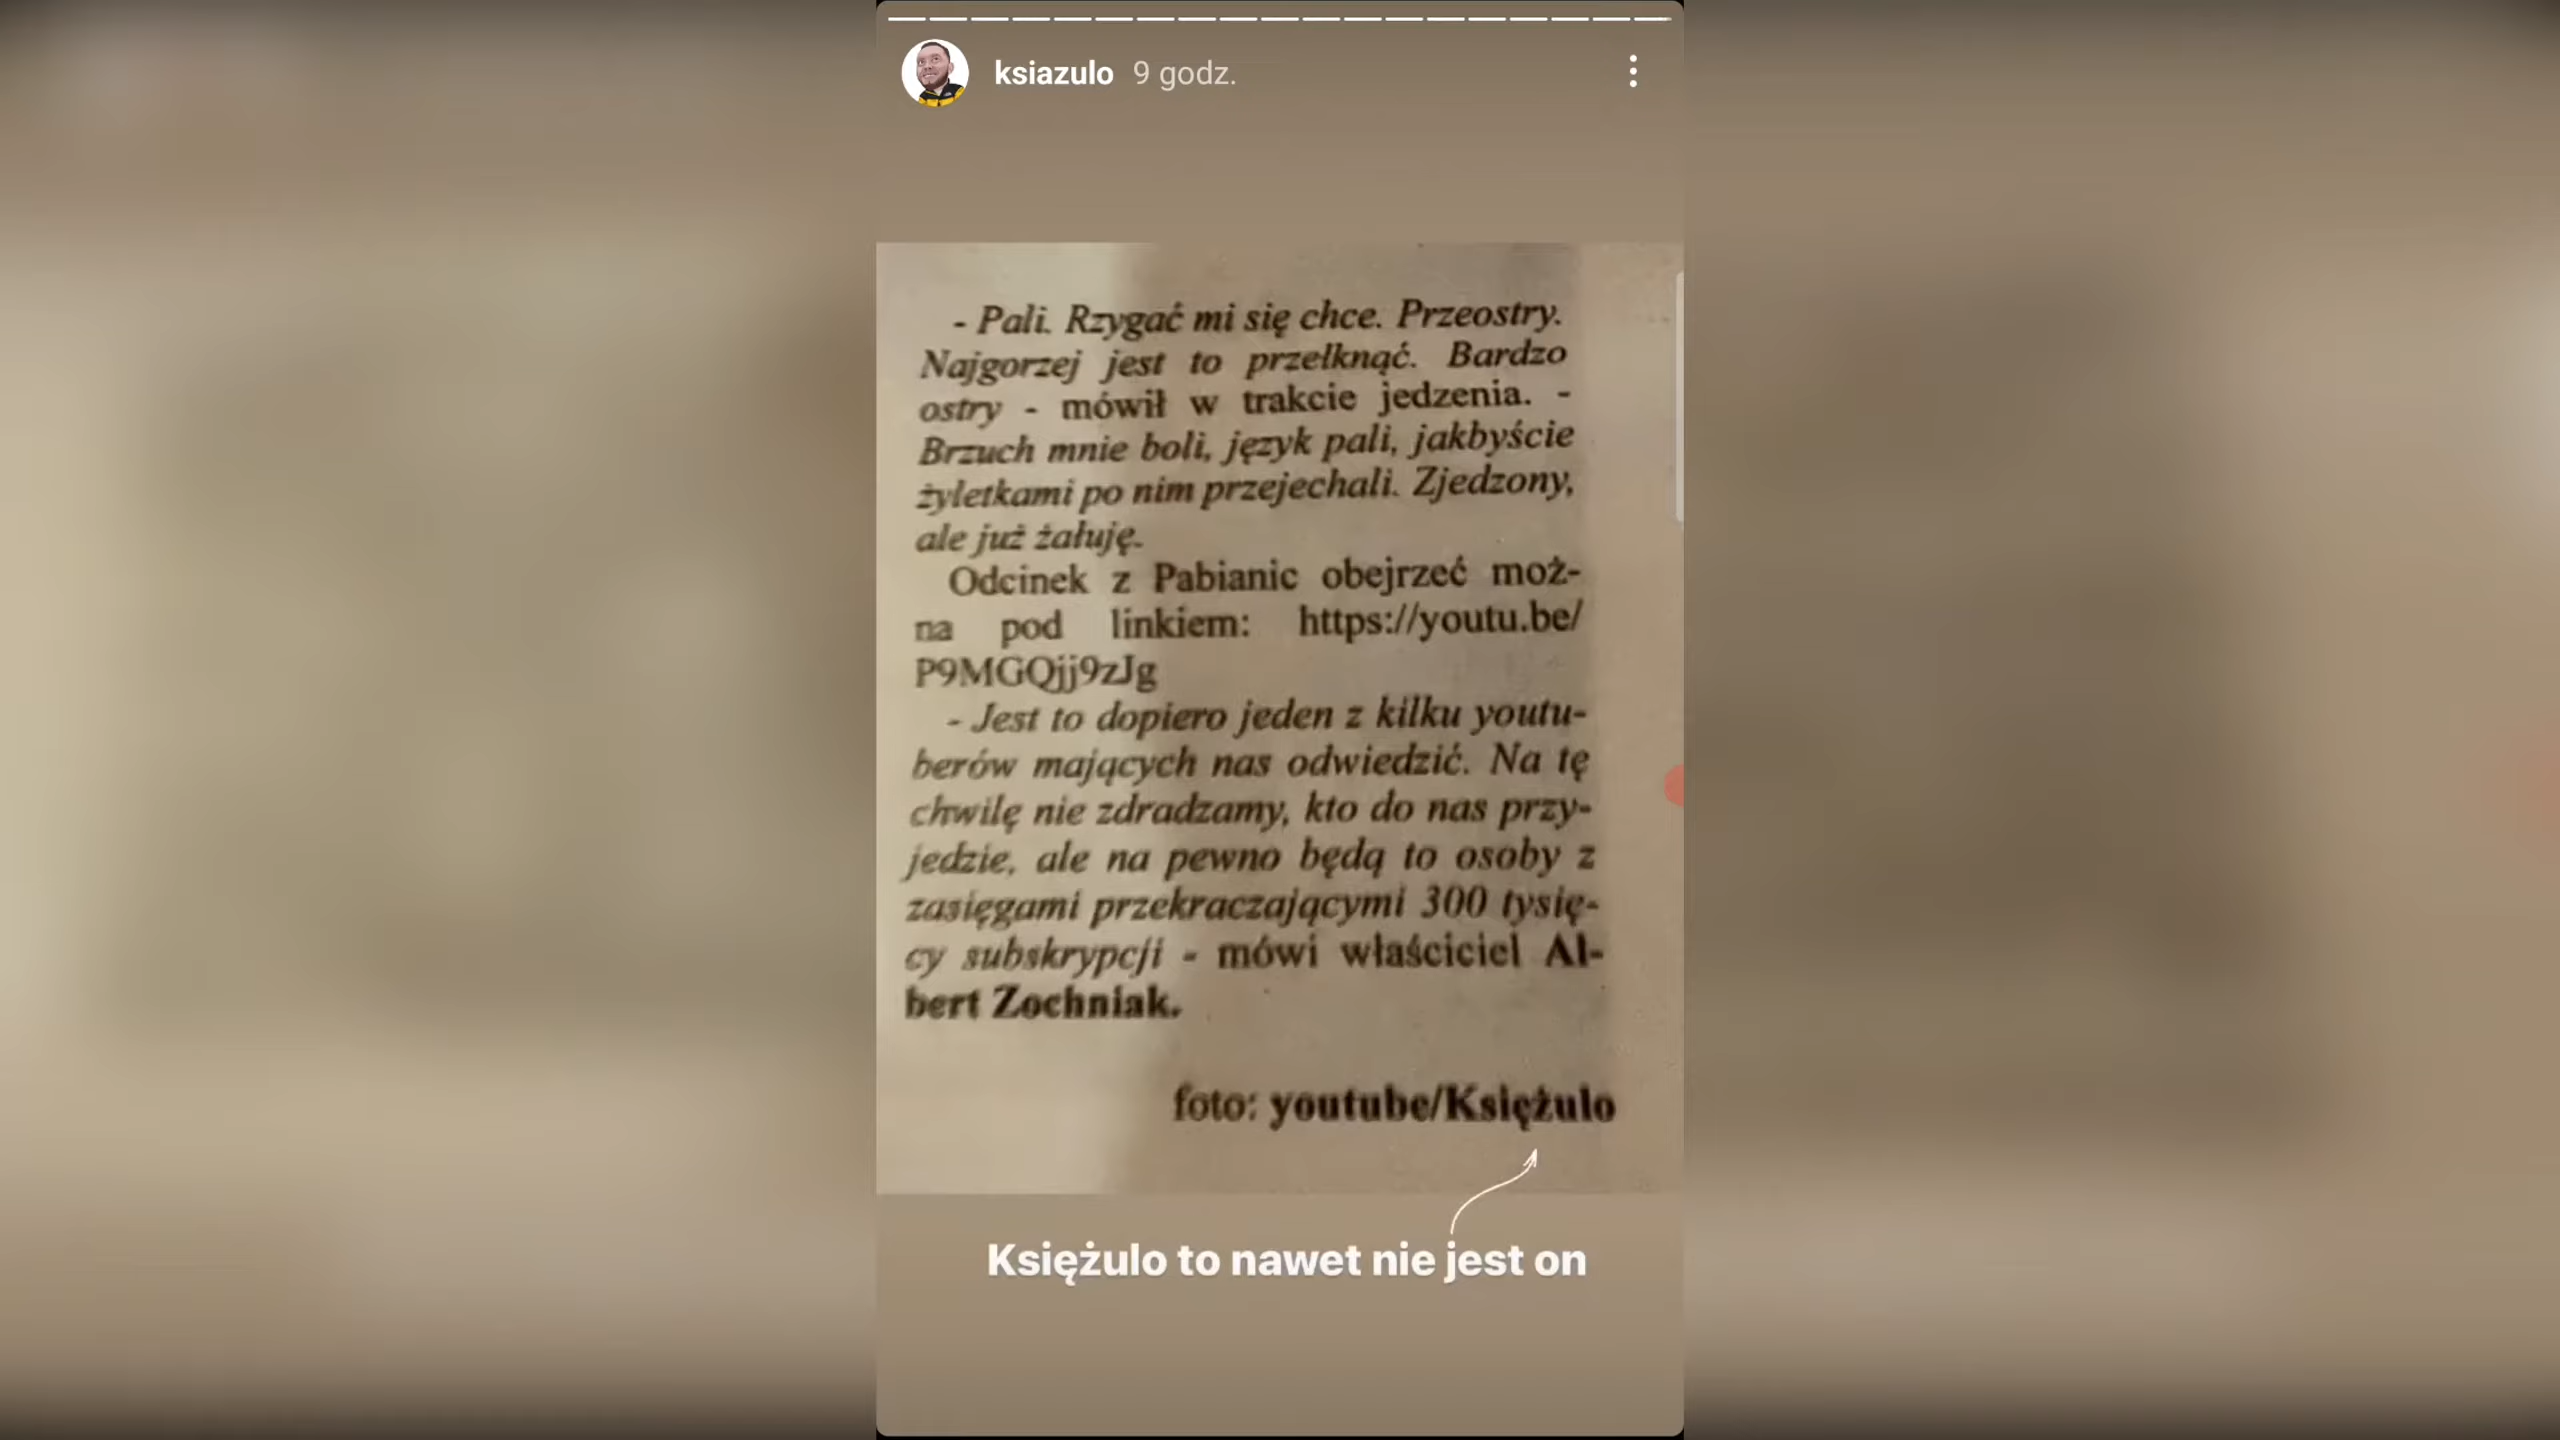 ksiazulo 9 godz.
- Pali. Rzygać mi się chce. Przeostry.
Najgorzej jest to przełknąć. Bardzo
ostry - mówił w trakcie jedzenia. -
Brzuch mnie boli, język pali, jakbyście
żyletkami po nim przejechali. Zjedzony,
ale już żałuję.
Odcinek z Pabianic obejrzeć moż-
na pod linkiem: https://youtu.be/
P9MGQjj9zJg
- Jest to dopiero jeden z kilku youtu-
berów mających nas odwiedzić. Na tę
chwilę nie zdradzamy, kto do nas przy-
jedzie, ale na pewno będą to osoby z
zasięgami przekraczającymi 300 tysię-
cy subskrypcji - mówi właściciel Al-
bert Zochniak.
foto: youtube/Księżulo
Księżulo to nawet nie jest on